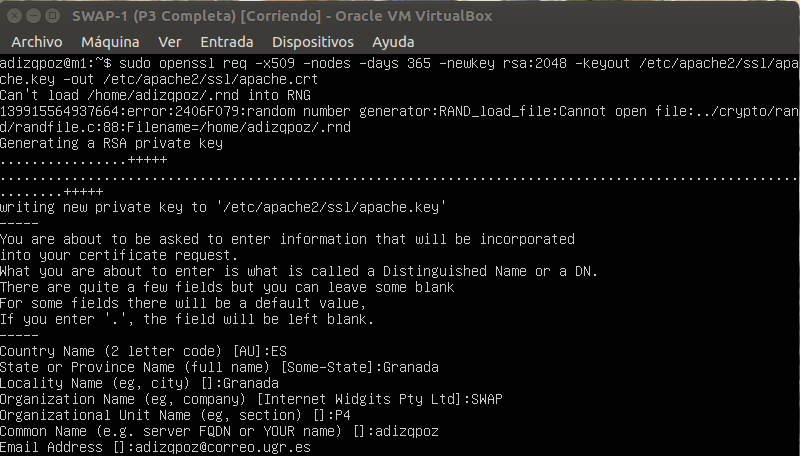 SWAP-1 (P3 Completa) [Corriendo] - Oracle VM VirtualBox
Archivo Máquina Ver Entrada Dispositivos Ayuda
adizqpoz@m1:~$ sudo openssl req -x509 -nodes -days 365 -newkey rsa:2048 -keyout /etc/apache2/ssl/apa
che.key -out /etc/apache2/ssl/apache.crt
Can't load /home/adizqpoz/.rnd into RNG
139915564937664:error:2406F079:random number generator:RAND_load_file:Cannot open file:../crypto/ran
d/randfile.c:88:Filename=/home/adizqpoz/.rnd
Generating a RSA private key
................+++++
....................................................................................................
........+++++
writing new private key to '/etc/apache2/ssl/apache.key'
-----
You are about to be asked to enter information that will be incorporated
into your certificate request.
What you are about to enter is what is called a Distinguished Name or a DN.
There are quite a few fields but you can leave some blank
For some fields there will be a default value,
If you enter '.', the field will be left blank.
-----
Country Name (2 letter code) [AU]:ES
State or Province Name (full name) [Some-State]:Granada
Locality Name (eg, city) []:Granada
Organization Name (eg, company) [Internet Widgits Pty Ltd]:SWAP
Organizational Unit Name (eg, section) []:P4
Common Name (e.g. server FQDN or YOUR name) []:adizqpoz
Email Address []:adizqpoz@correo.ugr.es